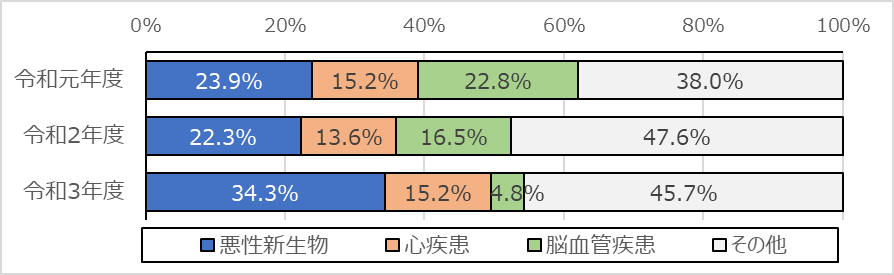 0% 20% 40% 60% 80% 100%
令和元年度 23.9% 15.2% 22.8% 38.0%
令和2年度 22.3% 13.6% 16.5% 47.6%
令和3年度 34.3% 15.2% 4.8% 45.7%
悪性新生物 心疾患 脳血管疾患 その他